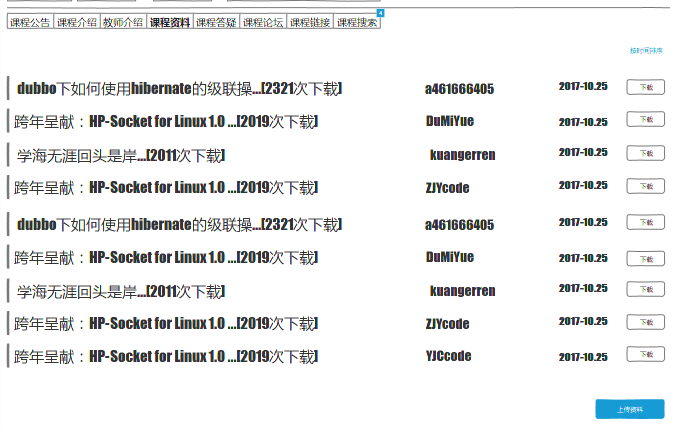 课程公告 课程介绍 教师介绍 课程资料 课程答疑 课程论坛 课程链接 课程搜索 4
按时间排序
dubbo下如何使用hibernate的级联操...[2321次下载] a461666405 2017-10.25 下载
跨年呈献：HP-Socket for Linux 1.0 ...[2019次下载] DuMiYue 2017-10.25 下载
学海无涯回头是岸...[2011次下载] kuangerren 2017-10.25 下载
跨年呈献：HP-Socket for Linux 1.0 ...[2019次下载] ZJYcode 2017-10.25 下载
dubbo下如何使用hibernate的级联操...[2321次下载] a461666405 2017-10.25 下载
跨年呈献：HP-Socket for Linux 1.0 ...[2019次下载] DuMiYue 2017-10.25 下载
学海无涯回头是岸...[2011次下载] kuangerren 2017-10.25 下载
跨年呈献：HP-Socket for Linux 1.0 ...[2019次下载] ZJYcode 2017-10.25 下载
跨年呈献：HP-Socket for Linux 1.0 ...[2019次下载] YJCcode 2017-10.25 下载
上传资料